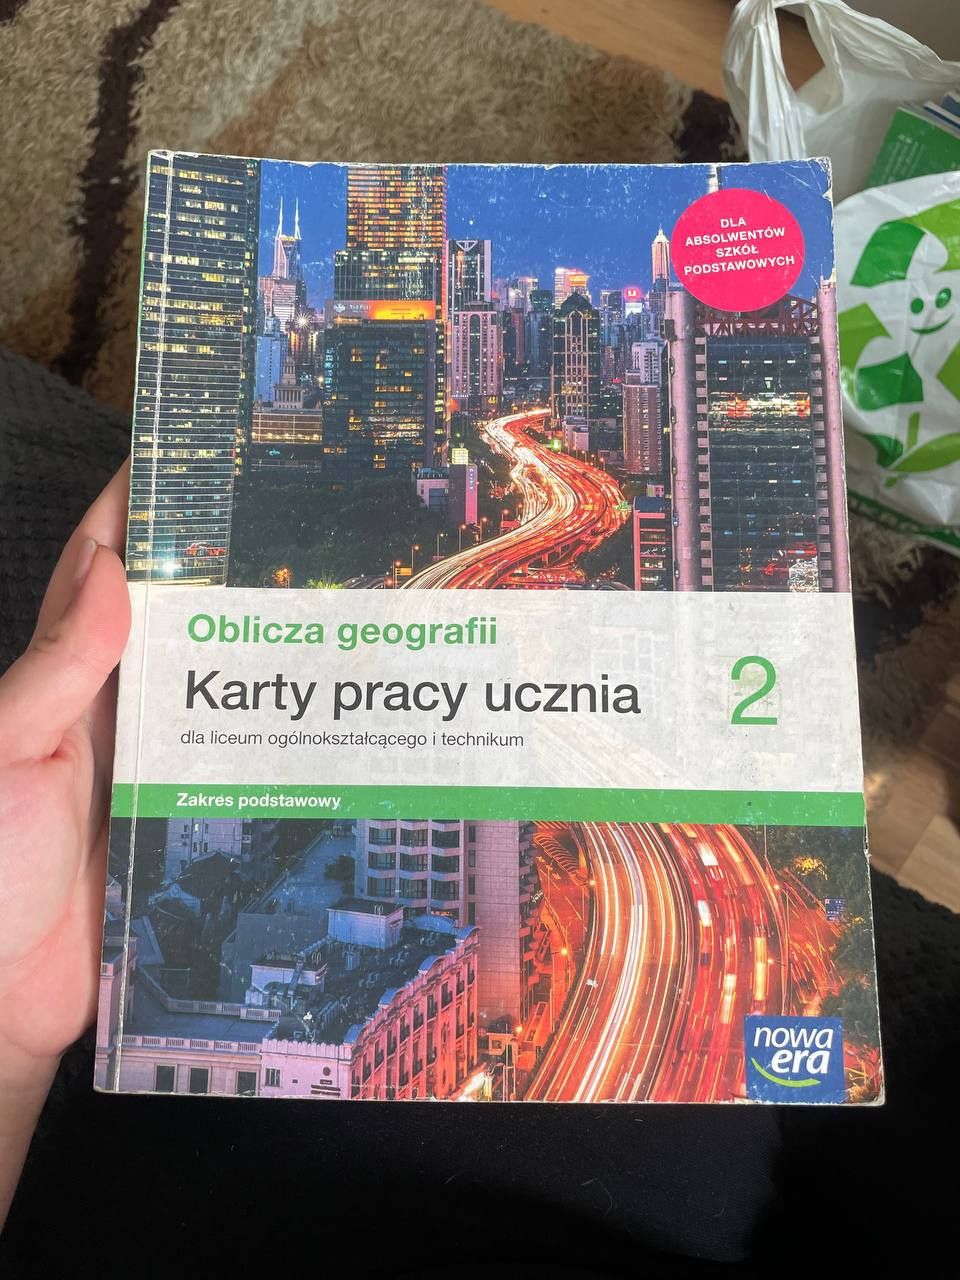 DLA
ABSOLWENTÓW
SZKÓŁ
PODSTAWOWYCH
Oblicza geografii
Karty pracy ucznia
2
dla liceum ogólnokształcącego i technikum
Zakres podstawowy
nowa
era